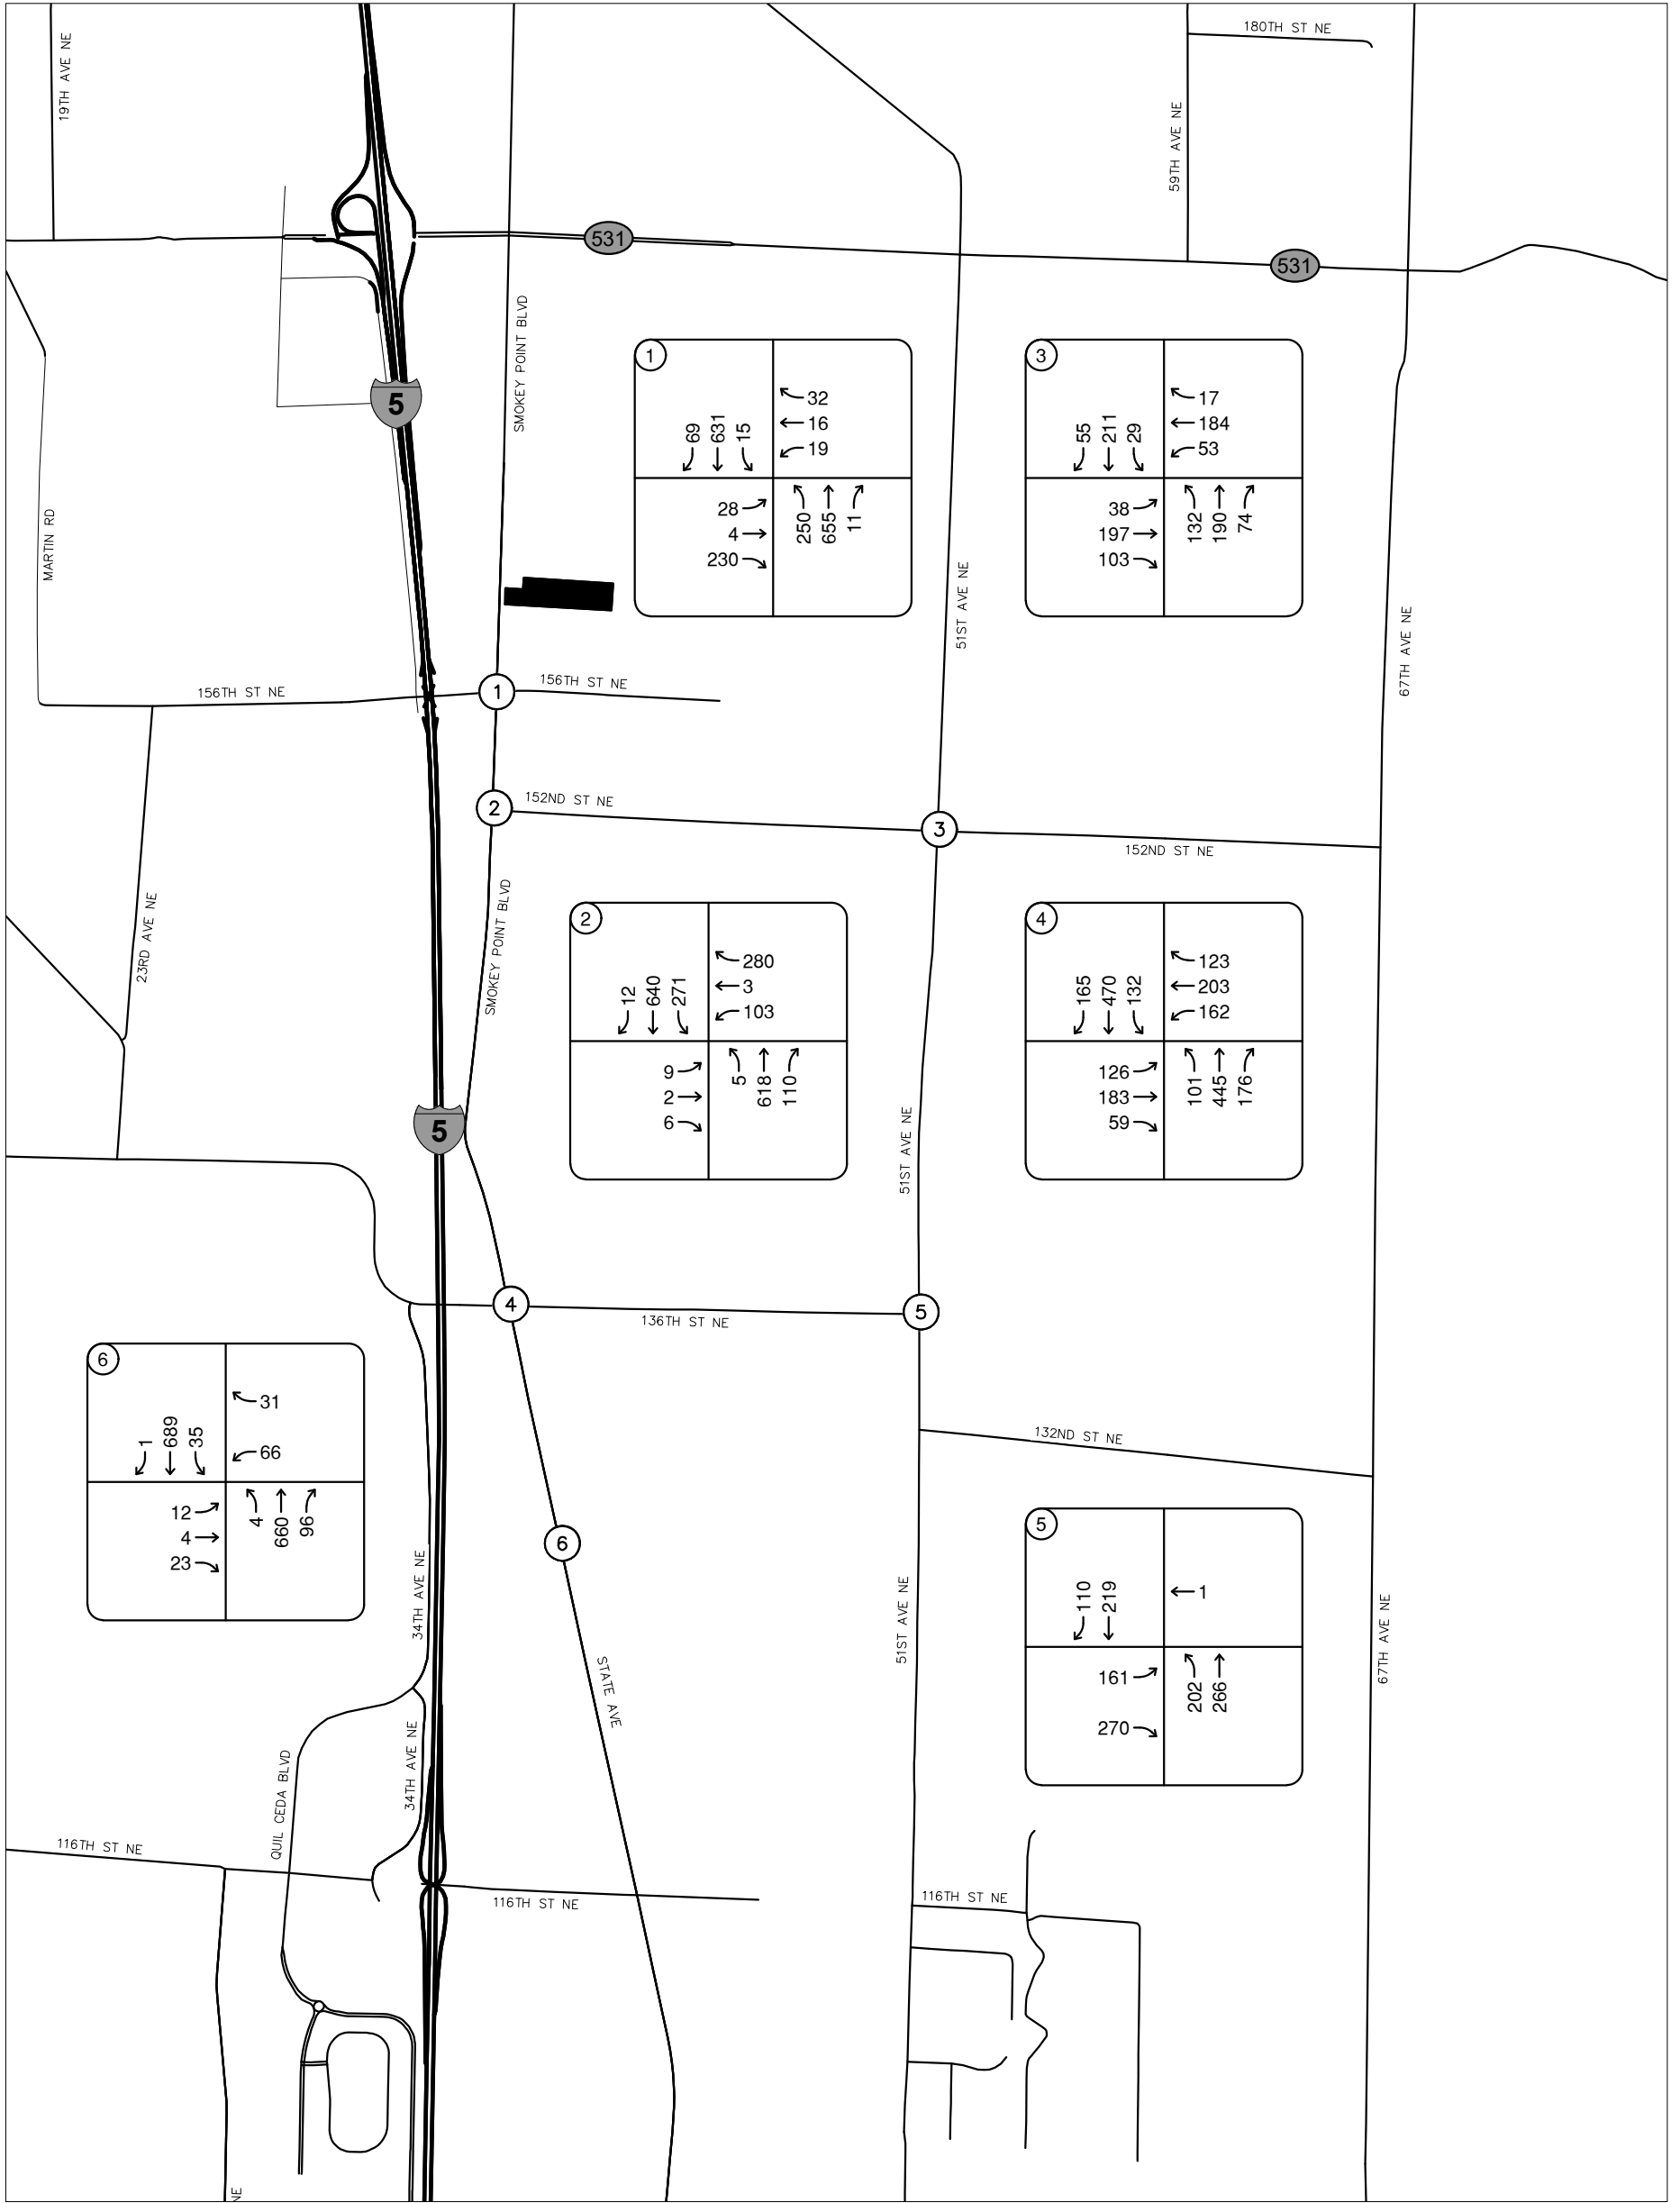 180TH ST NE
19TH AVE NE
59TH AVE NE
531
531
SMOKEY POINT BLVD
5
1
69 631 15
32
16
19
28
4
230
250 655 11
3
55 211 29
17
184
53
38
197
103
132 190 74
MARTIN RD
51ST AVE NE
67TH AVE NE
156TH ST NE
1
156TH ST NE
2
152ND ST NE
3
152ND ST NE
23RD AVE NE
SMOKEY POINT BLVD
2
12 640 271
280
3
103
9
2
6
5 618 110
4
165 470 132
123
203
162
126
183
59
101 445 176
5
51ST AVE NE
4
136TH ST NE
5
6
1 689 35
31
66
12
4
23
4 660 96
132ND ST NE
6
34TH AVE NE
5
110 219
1
161
270
202 266
51ST AVE NE
67TH AVE NE
STATE AVE
34TH AVE NE
QUIL CEDA BLVD
116TH ST NE
116TH ST NE
116TH ST NE
NE